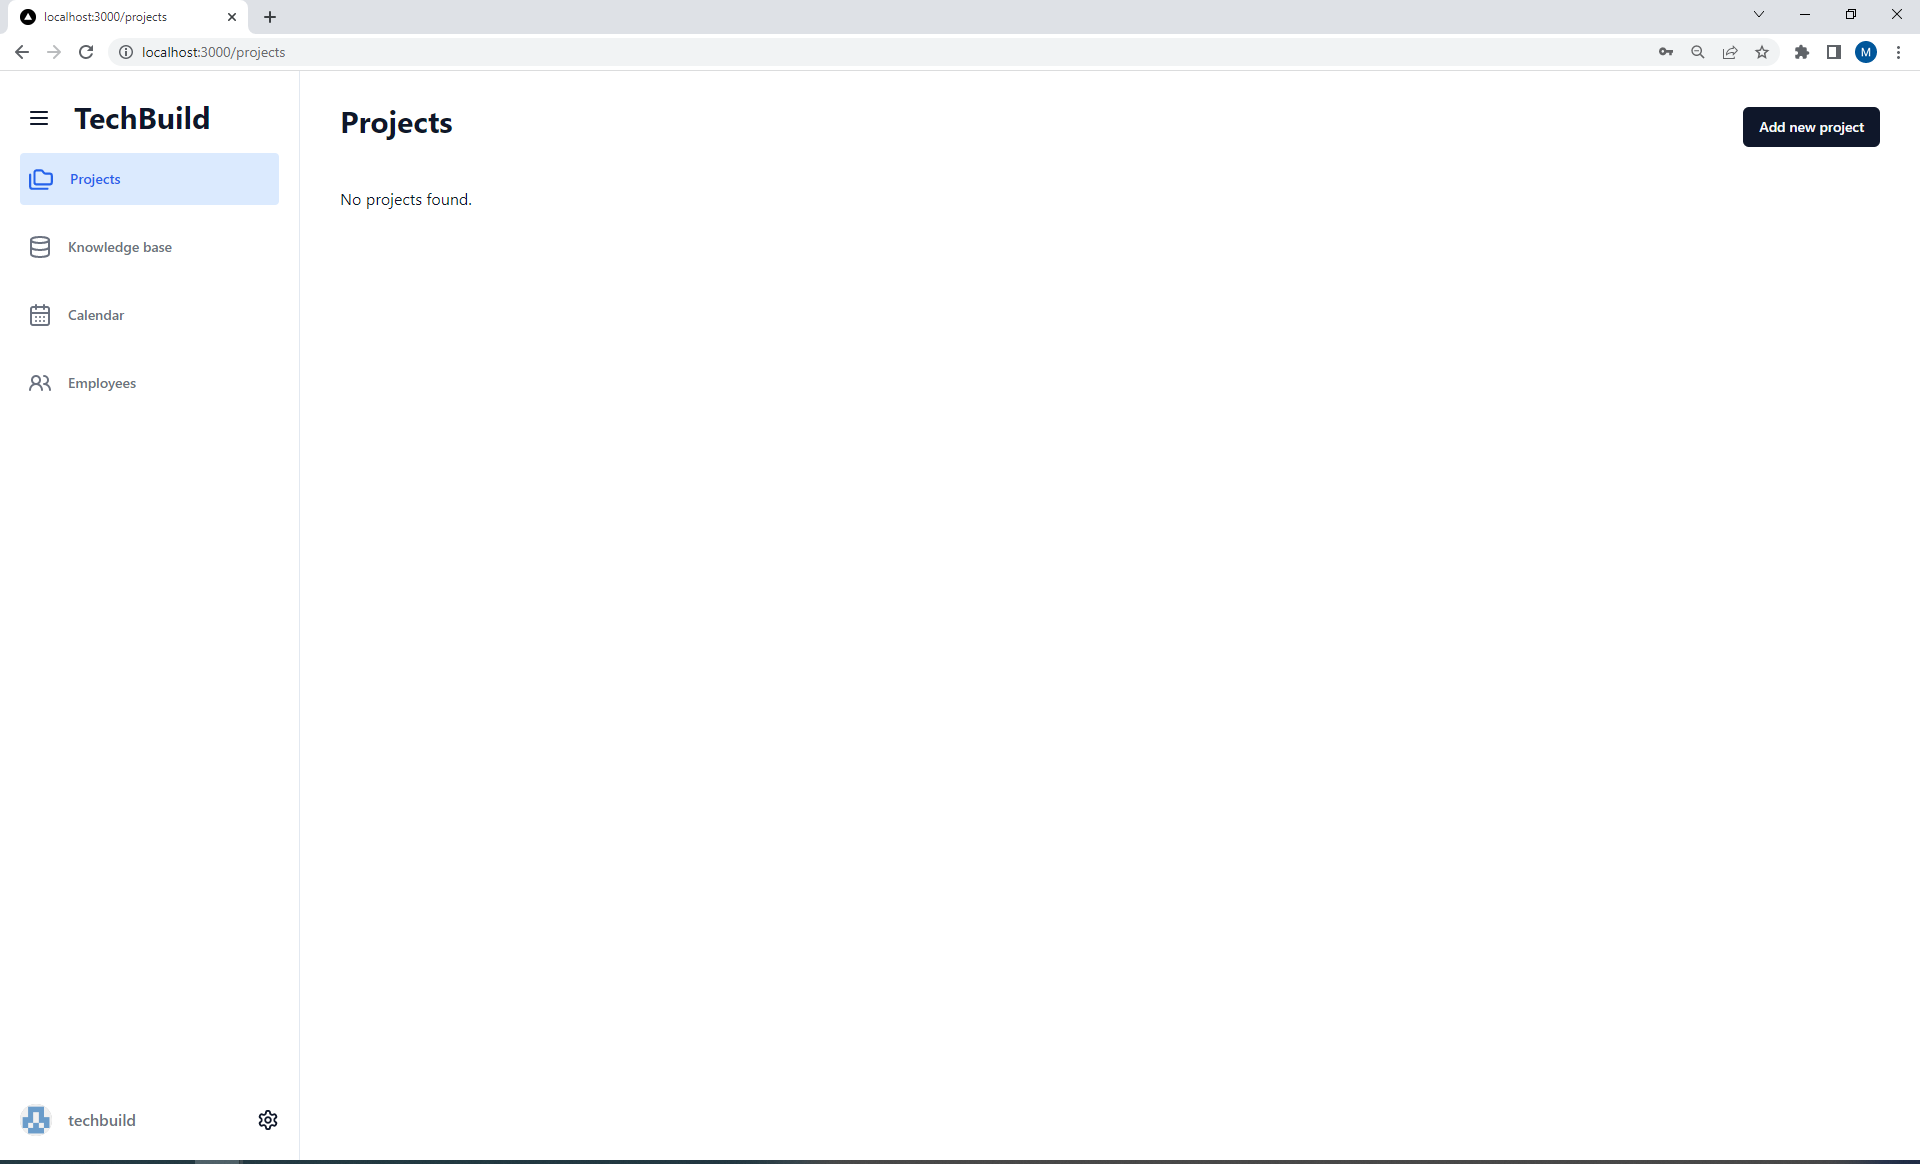 localhost:3000/projects
localhost:3000/projects
M
TechBuild
Projects
Knowledge base
Calendar
Employees
techbuild
Projects
Add new project
No projects found.